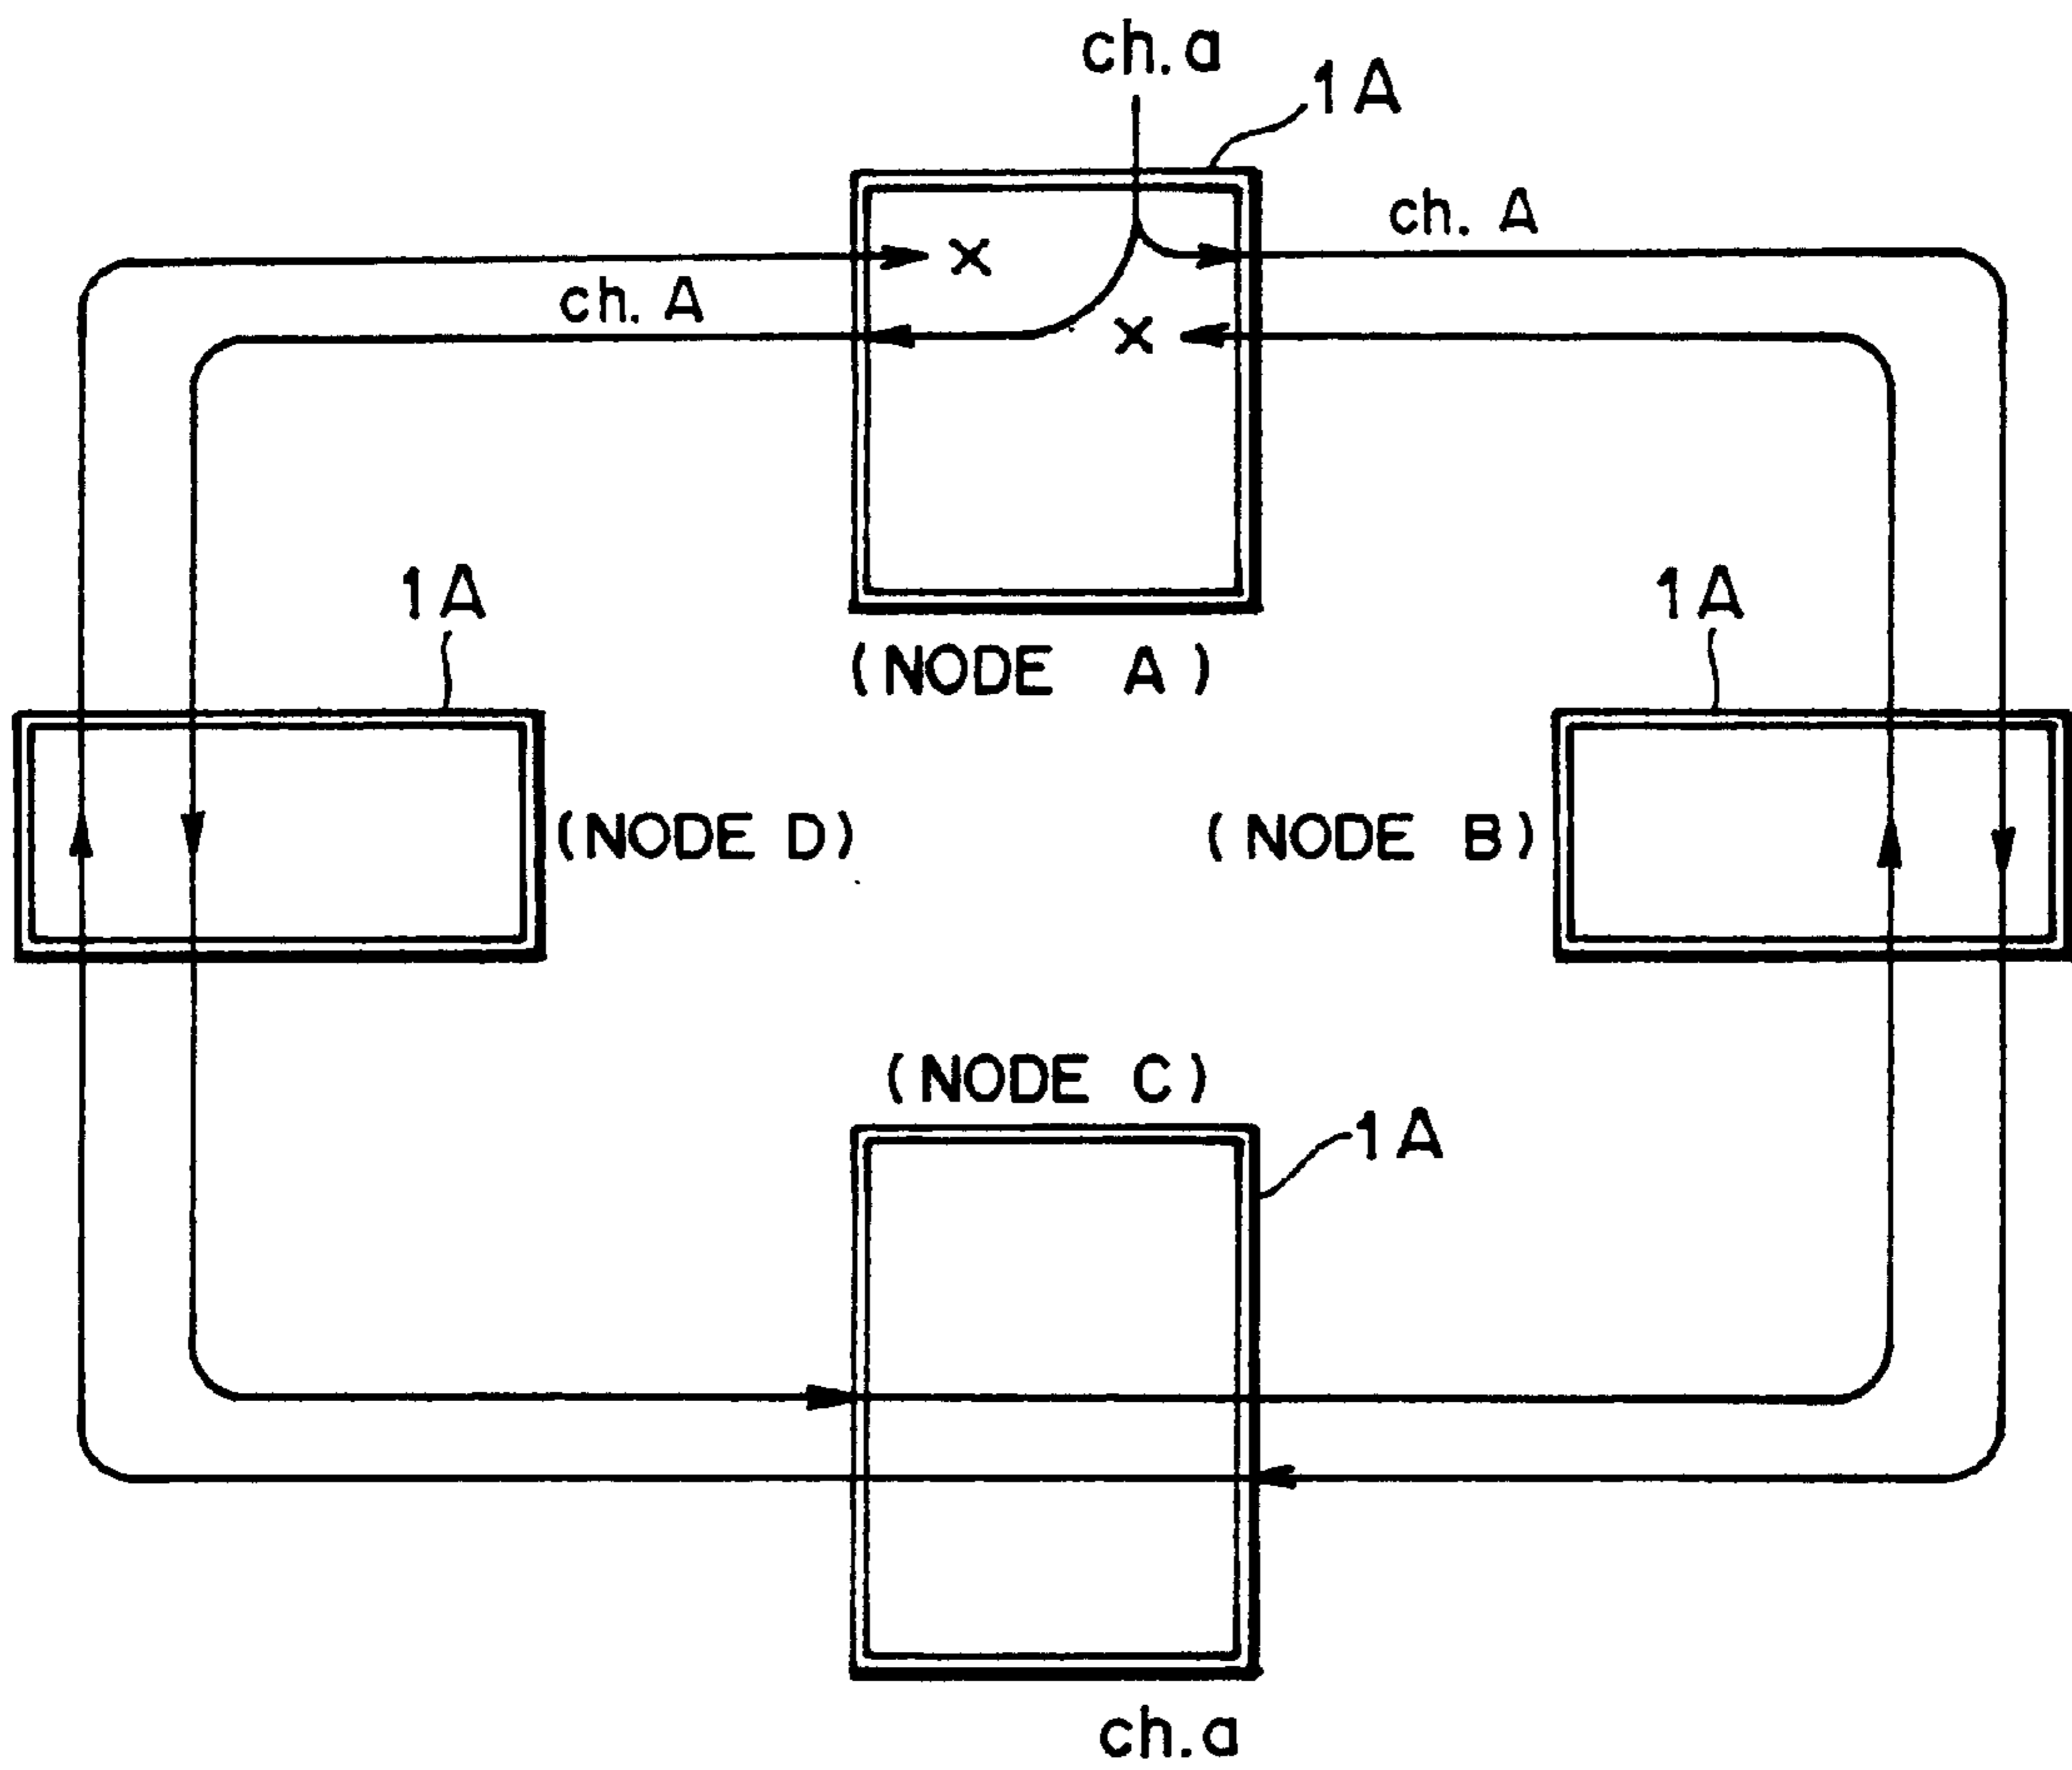 ch.a
1A
ch. A
x
ch. A
x
1A
1A
(NODE A)
(NODE D)
(NODE B)
(NODE C)
1A
ch.a